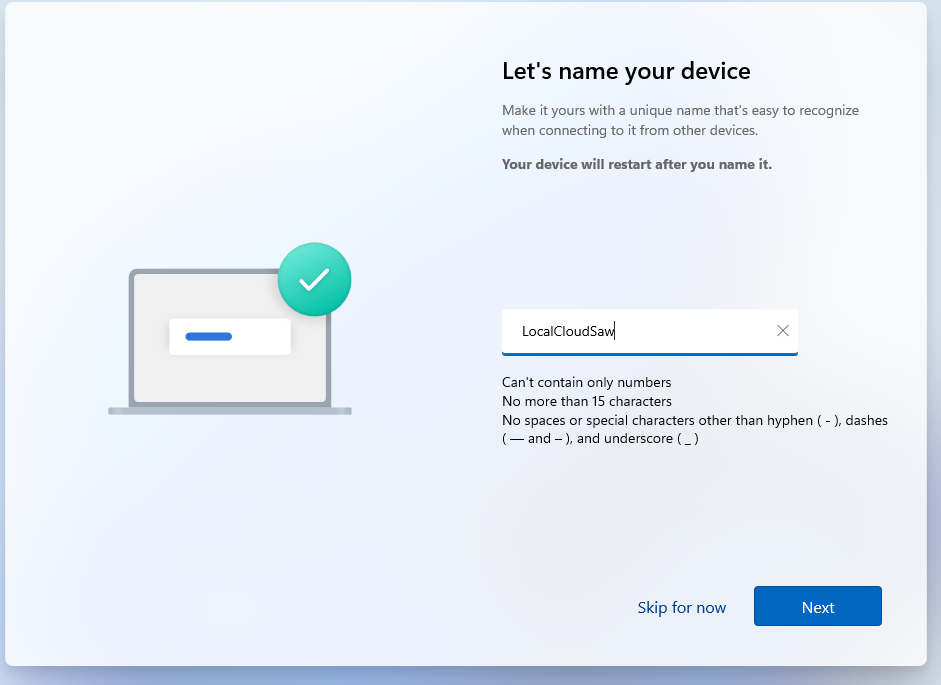 Let's name your device
Make it yours with a unique name that's easy to recognize
when connecting to it from other devices.
Your device will restart after you name it.
LocalCloudSaw
Can't contain only numbers
No more than 15 characters
No spaces or special characters other than hyphen ( - ), dashes
( — and – ), and underscore ( _ )
Skip for now
Next